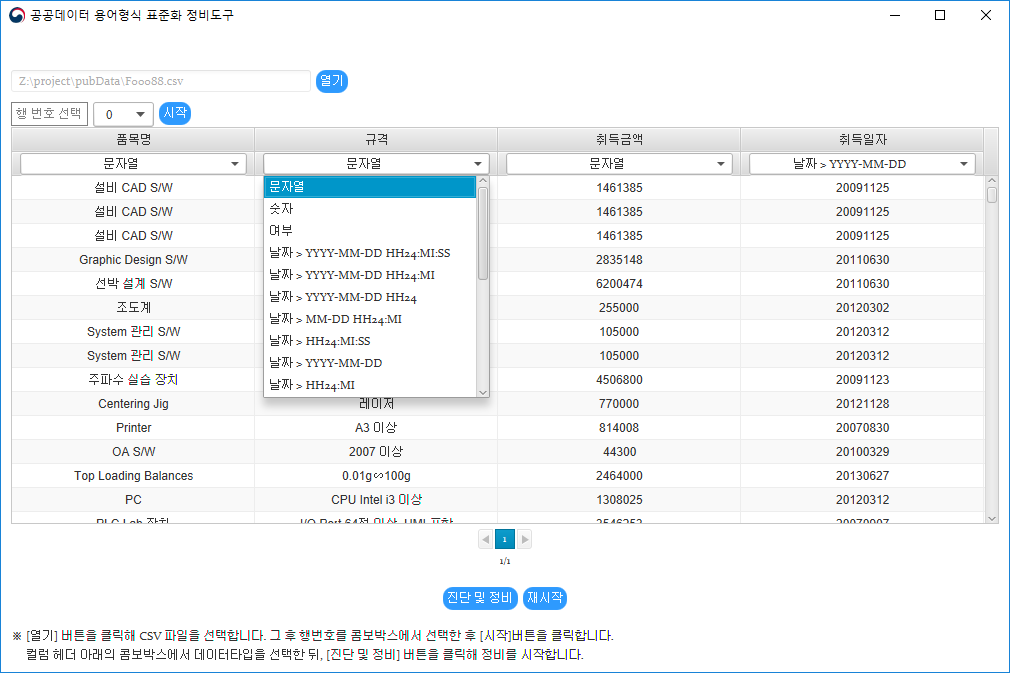 공공데이터 용어형식 표준화 정비도구
Z:\project\pubData\Fooo88.csv 열기
행 번호 선택 0 시작
품목명 규격 취득금액 취득일자
문자열 문자열 문자열 날짜 > YYYY-MM-DD
설비 CAD S/W 문자열 1461385 20091125
설비 CAD S/W 숫자 1461385 20091125
설비 CAD S/W 여부 1461385 20091125
Graphic Design S/W 날짜 > YYYY-MM-DD HH24:MI:SS 2835148 20110630
선박 설계 S/W 날짜 > YYYY-MM-DD HH24:MI 6200474 20110630
조도계 날짜 > YYYY-MM-DD HH24 255000 20120302
System 관리 S/W 날짜 > MM-DD HH24:MI 105000 20120312
System 관리 S/W 날짜 > HH24:MI:SS 105000 20120312
주파수 실습 장치 날짜 > YYYY-MM-DD 4506800 20091123
날짜 > HH24:MI
Centering Jig 레이저 770000 20121128
Printer A3 이상 814008 20070830
OA S/W 2007 이상 44300 20100329
Top Loading Balances 0.01g∽100g 2464000 20130627
PC CPU Intel i3 이상 1308025 20120312
PLC Lab 장치 I/O Port 64점 이상, HMI 포함 3546253 20070907
1
1/1
진단 및 정비 재시작
※ [열기] 버튼을 클릭해 CSV 파일을 선택합니다. 그 후 행번호를 콤보박스에서 선택한 후 [시작]버튼을 클릭합니다.
컬럼 헤더 아래의 콤보박스에서 데이터타입을 선택한 뒤, [진단 및 정비] 버튼을 클릭해 정비를 시작합니다.